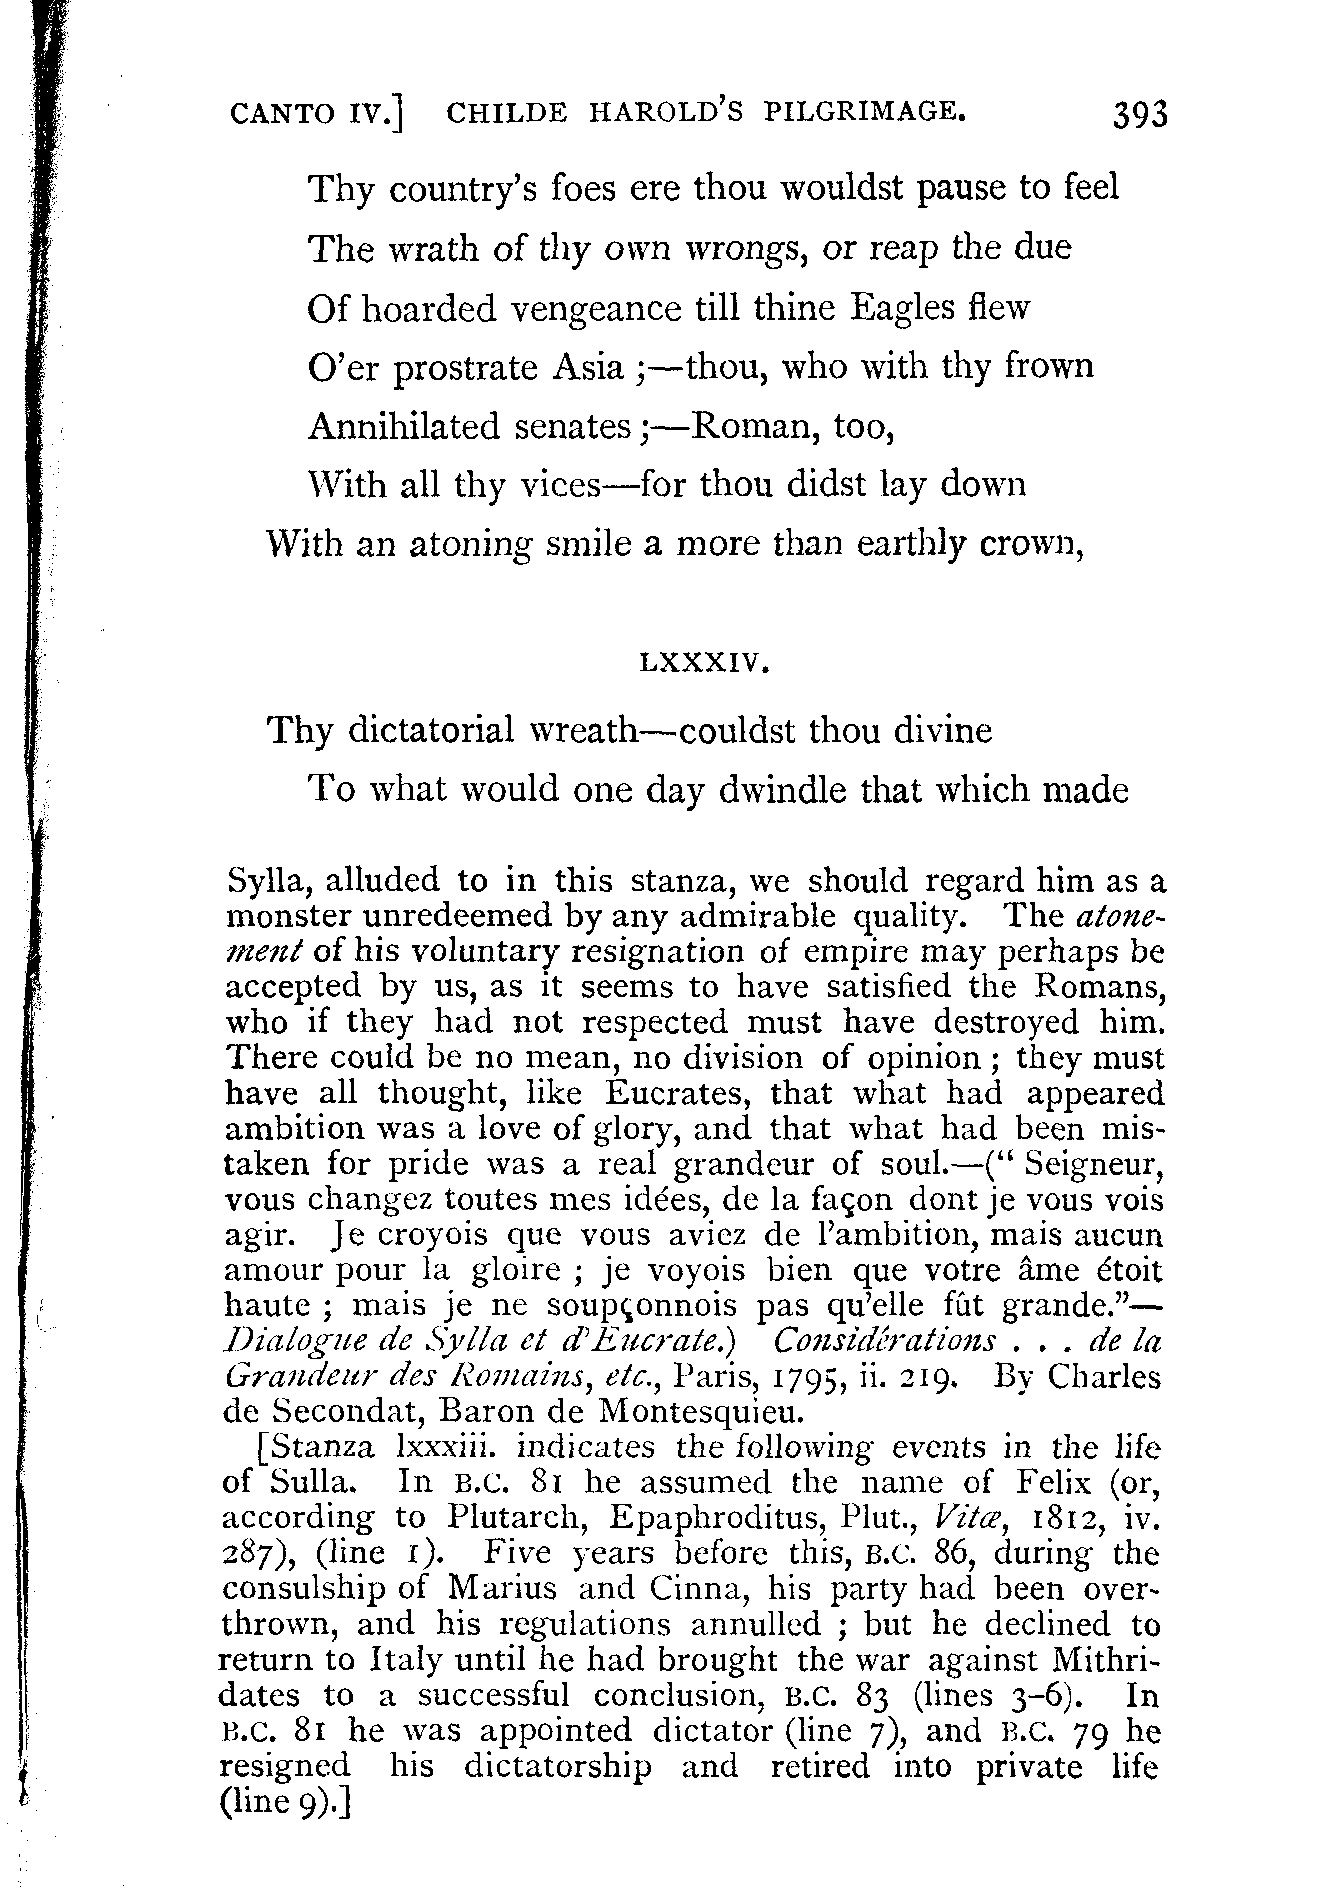 CANTO IV.] CHILDE HAROLD'S PILGRIMAGE. 393
Thy country's foes ere thou wouldst pause to feel
The wrath of thy own wrongs, or reap the due
Of hoarded vengeance till thine Eagles flew
O'er prostrate Asia ;—thou, who with thy frown
Annihilated senates ;—Roman, too,
With all thy vices—for thou didst lay down
With an atoning smile a more than earthly crown,
LXXXIV.
Thy dictatorial wreath—couldst thou divine
To what would one day dwindle that which made
Sylla, alluded to in this stanza, we should regard him as a
monster unredeemed by any admirable quality. The atone-
ment of his voluntary resignation of empire may perhaps be
accepted by us, as it seems to have satisfied the Romans,
who if they had not respected must have destroyed him.
There could be no mean, no division of opinion ; they must
have all thought, like Eucrates, that what had appeared
ambition was a love of glory, and that what had been mis-
taken for pride was a real grandeur of soul.—(" Seigneur,
vous changez toutes mes idées, de la façon dont je vous vois
agir. Je croyois que vous aviez de l'ambition, mais aucun
amour pour la gloire ; je voyois bien que votre âme étoit
haute ; mais je ne soupçonnois pas qu'elle fût grande."—
Dialogue de Sylla et d'Eucrate.) Considérations . . . de la
Grandeur des Romains, etc., Paris, 1795, ii. 219. By Charles
de Secondat, Baron de Montesquieu.
[Stanza lxxxiii. indicates the following events in the life
of Sulla. In B.C. 81 he assumed the name of Felix (or,
according to Plutarch, Epaphroditus, Plut., Vitæ, 1812, iv.
287), (line 1). Five years before this, B.C. 86, during the
consulship of Marius and Cinna, his party had been over-
thrown, and his regulations annulled ; but he declined to
return to Italy until he had brought the war against Mithri-
dates to a successful conclusion, B.C. 83 (lines 3-6). In
B.C. 81 he was appointed dictator (line 7), and B.C. 79 he
resigned his dictatorship and retired into private life
(line 9).]